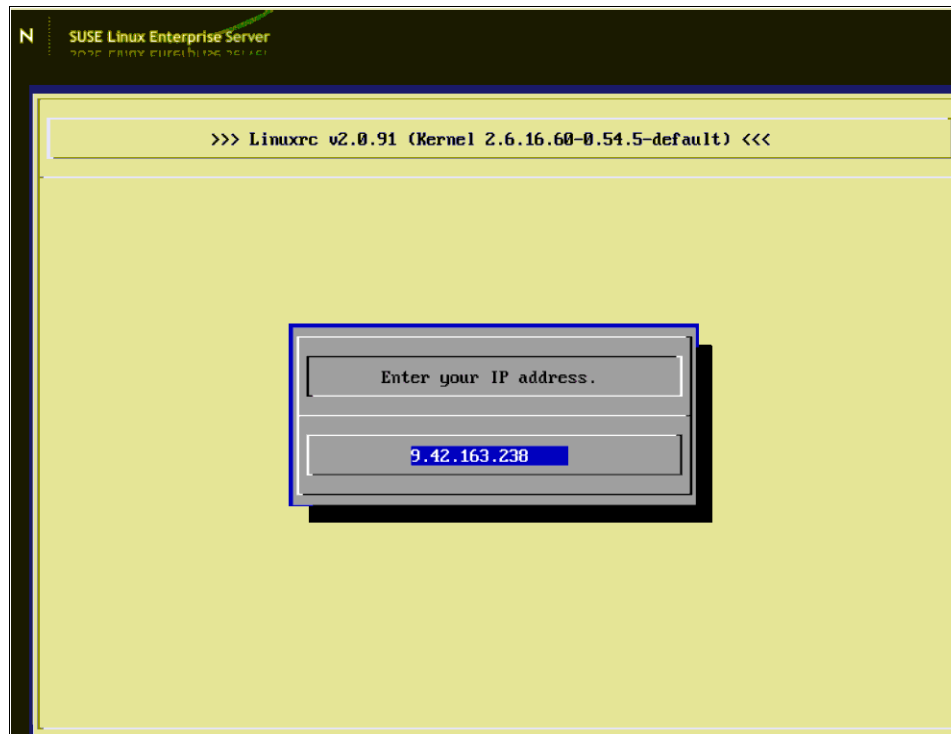 N SUSE Linux Enterprise Server
>>> Linuxrc v2.0.91 (Kernel 2.6.16.60-0.54.5-default) <<<
Enter your IP address.
9.42.163.238